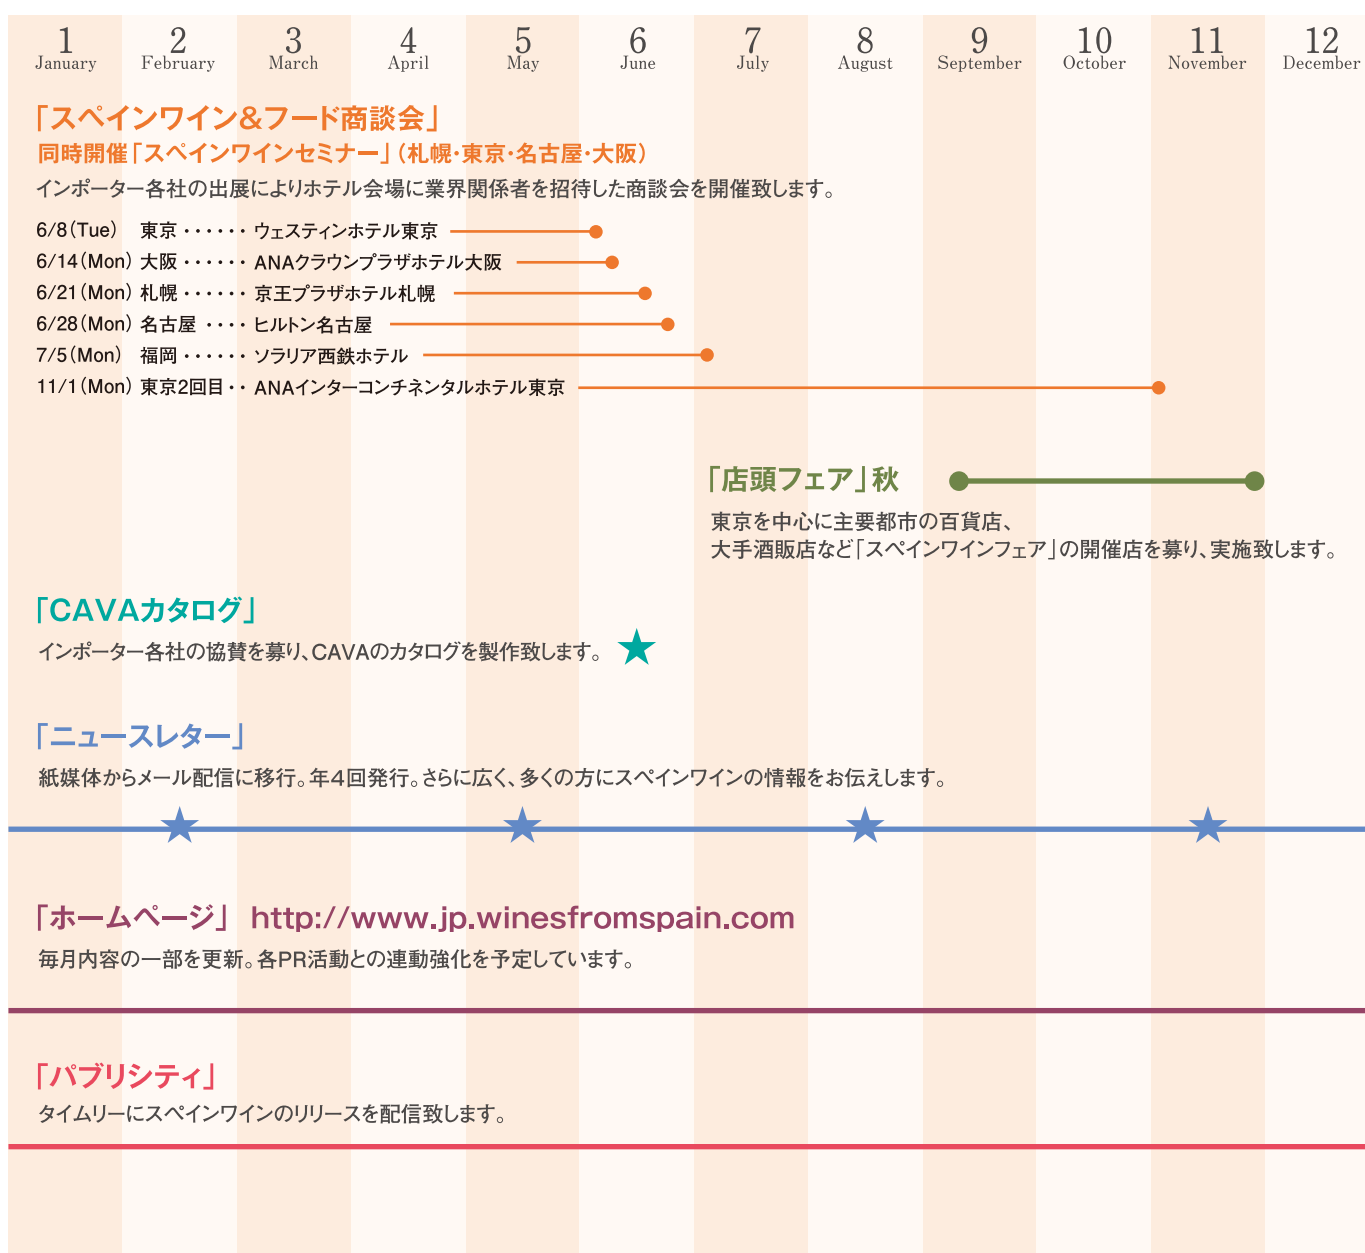 1 2 3 4 5 6 7 8 9 10 11 12
January February March April May June July August September October November December
「スペインワイン&フード商談会」
同時開催「スペインワインセミナー」（札幌・東京・名古屋・大阪）
インポーター各社の出展によりホテル会場に業界関係者を招待した商談会を開催致します。
6/8（Tue） 東京 ・・・・・・ ウェスティンホテル東京
6/14（Mon） 大阪 ・・・・・・ ANAクラウンプラザホテル大阪
6/21（Mon） 札幌 ・・・・・・ 京王プラザホテル札幌
6/28（Mon） 名古屋 ・・・・ ヒルトン名古屋
7/5（Mon） 福岡 ・・・・・・ ソラリア西鉄ホテル
11/1（Mon） 東京2回目 ・・ ANAインターコンチネンタルホテル東京
「店頭フェア」秋
東京を中心に主要都市の百貨店、
大手酒販店など「スペインワインフェア」の開催店を募り、実施致します。
「CAVAカタログ」
インポーター各社の協賛を募り、CAVAのカタログを製作致します。
「ニュースレター」
紙媒体からメール配信に移行。年4回発行。さらに広く、多くの方にスペインワインの情報をお伝えします。
「ホームページ」 http://www.jp.winesfromspain.com
毎月内容の一部を更新。各PR活動との連動強化を予定しています。
「パブリシティ」
タイムリーにスペインワインのリリースを配信致します。